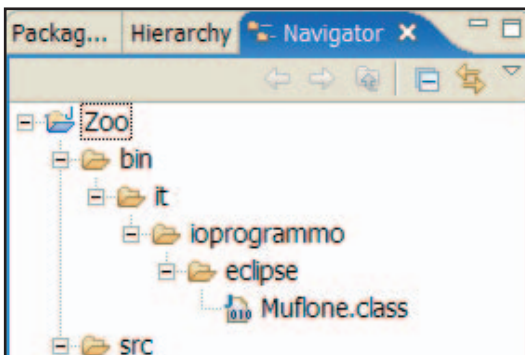 Packag... Hierarchy Navigator
Zoo
bin
it
ioprogrammo
eclipse
Muflone.class
src